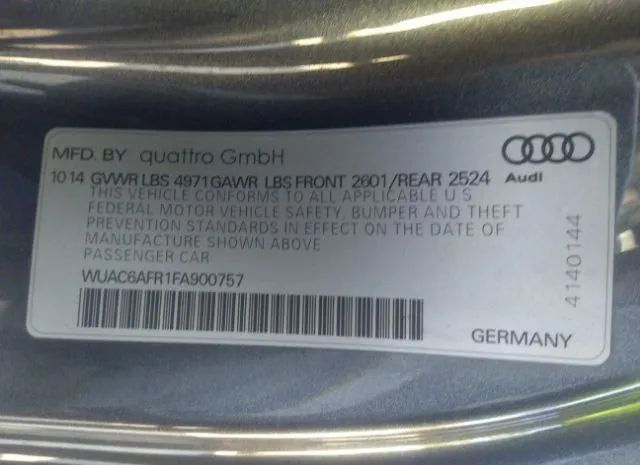 MFD. BY quattro GmbH
10 14 GVWR LBS 4971 GAWR LBS FRONT 2601/REAR 2524
Audi
THIS VEHICLE CONFORMS TO ALL APPLICABLE U S
FEDERAL MOTOR VEHICLE SAFETY, BUMPER AND THEFT
PREVENTION STANDARDS IN EFFECT ON THE DATE OF
MANUFACTURE SHOWN ABOVE
PASSENGER CAR
WUAC6AFR1FA900757
4140144
GERMANY